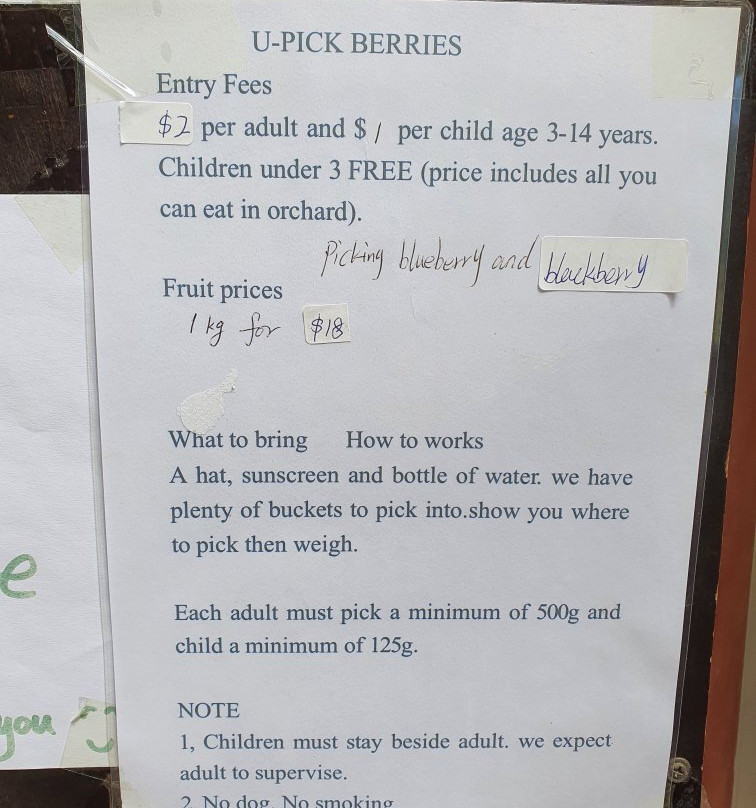 U-PICK BERRIES
Entry Fees
$2 per adult and $1 per child age 3-14 years.
Children under 3 FREE (price includes all you
can eat in orchard).
Picking blueberry and blackberry
Fruit prices
1 kg for $18
What to bring How to works
A hat, sunscreen and bottle of water. we have
plenty of buckets to pick into.show you where
to pick then weigh.
Each adult must pick a minimum of 500g and
child a minimum of 125g.
NOTE
1, Children must stay beside adult. we expect
adult to supervise.
2 No dog. No smoking
e
you